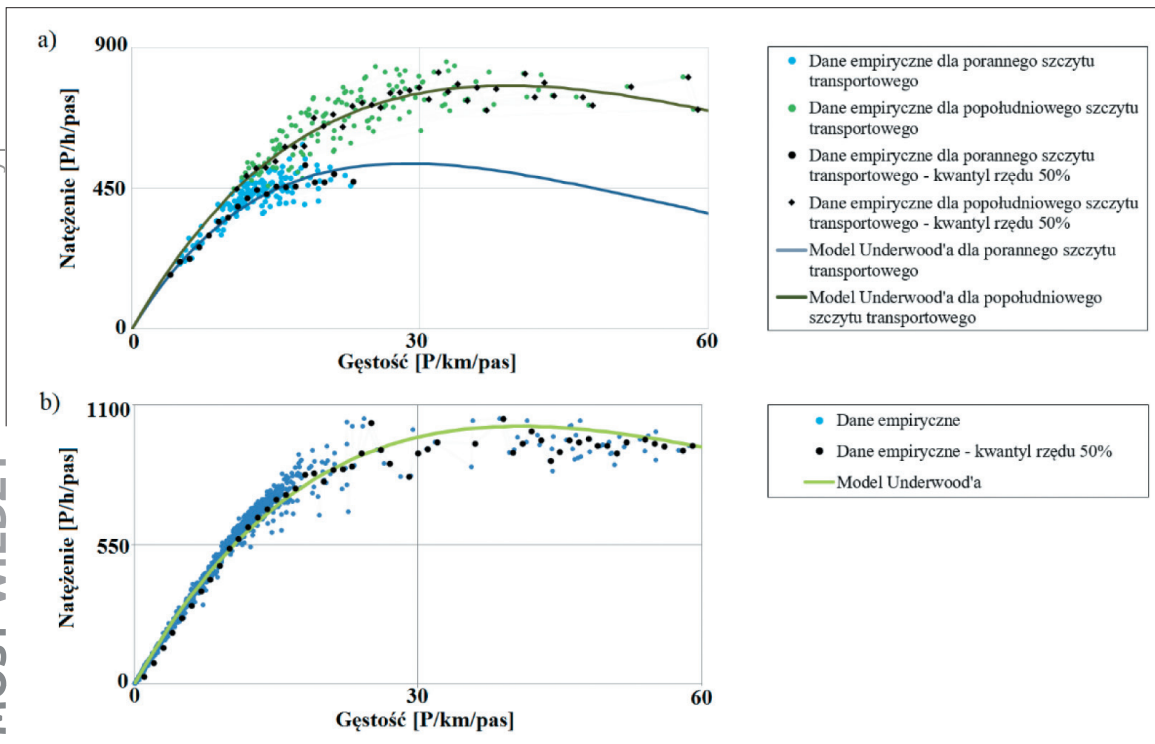 a)
900
450
0
0
30
60
Natężenie [P/h/pas]
Gęstość [P/km/pas]
Dane empiryczne dla porannego szczytu
transportowego
Dane empiryczne dla popołudniowego szczytu
transportowego
Dane empiryczne dla porannego szczytu
transportowego - kwantyl rzędu 50%
Dane empiryczne dla popołudniowego szczytu
transportowego - kwantyl rzędu 50%
Model Underwood'a dla porannego szczytu
transportowego
Model Underwood'a dla popołudniowego
szczytu transportowego
b)
1100
550
0
0
30
60
Natężenie [P/h/pas]
Gęstość [P/km/pas]
Dane empiryczne
Dane empiryczne - kwantyl rzędu 50%
Model Underwood'a